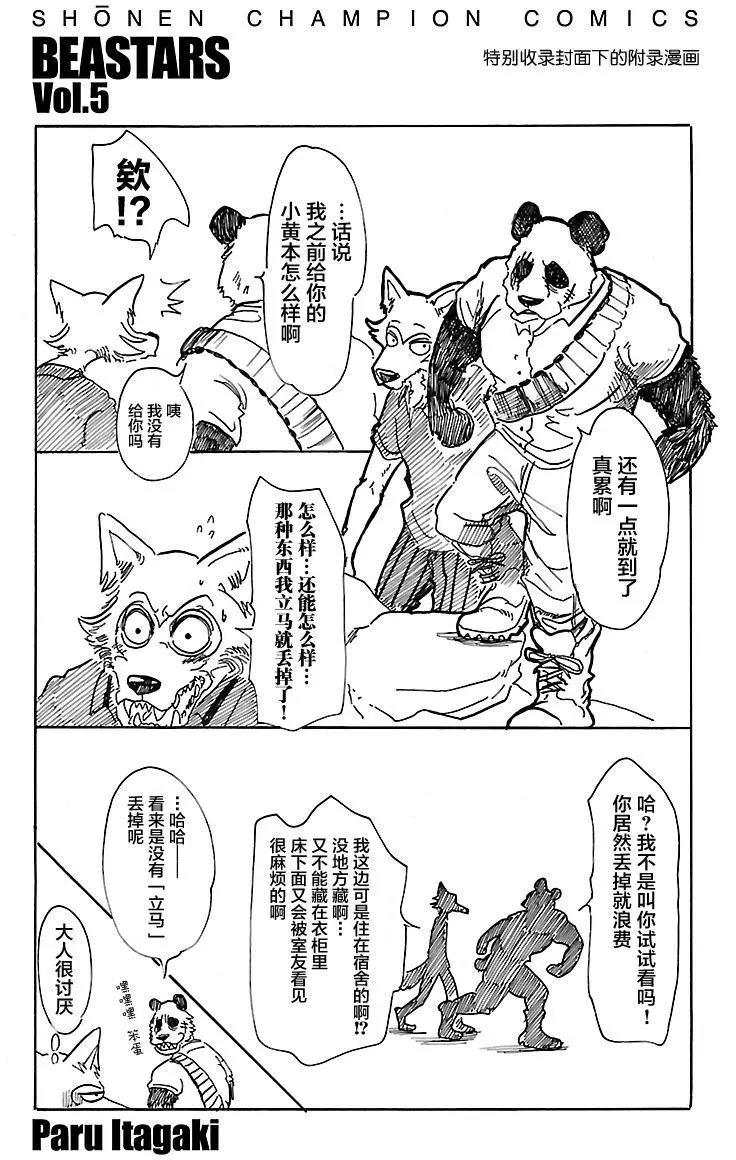 SHŌNEN CHAMPION COMICS
BEASTARS
Vol.5
特别收录封面下的附录漫画
还有一点就到了
真累啊
…话说
我之前给你的
小黄本怎么样啊
欸!?
咦
我没有
给你吗
怎么样…还能怎么样…
那种东西我立马就丢掉了！
哈？我不是叫你试试看吗！
你居然丢掉就浪费
我这边可是住在宿舍的啊!?
没地方藏啊…
又不能藏在衣柜里
床下面又会被室友看见
很麻烦的啊
…哈哈——
看来是没有「立马」
丢掉呢
嘿嘿嘿
笨蛋
大人很讨厌
Paru Itagaki